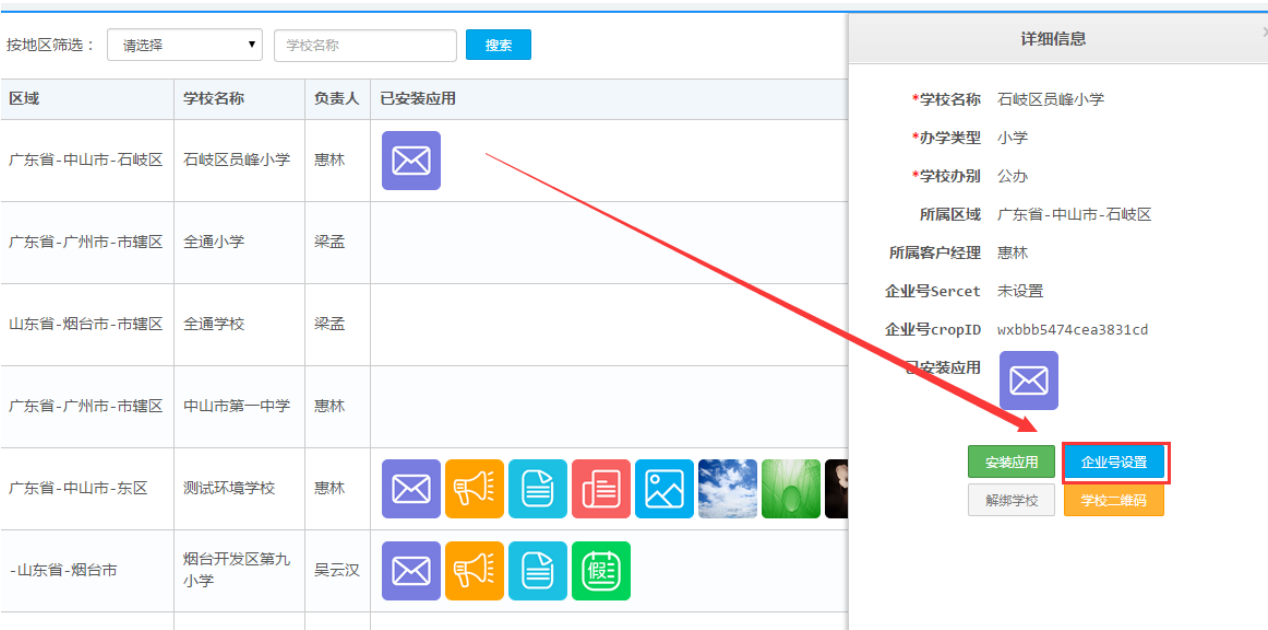 按地区筛选： 请选择 学校名称 搜索
区域 学校名称 负责人 已安装应用
广东省-中山市-石岐区 石岐区员峰小学 惠林
广东省-广州市-市辖区 全通小学 梁孟
山东省-烟台市-市辖区 全通学校 梁孟
广东省-广州市-市辖区 中山市第一中学 惠林
广东省-中山市-东区 测试环境学校 惠林
-山东省-烟台市 烟台开发区第九
小学 吴云汉
假
详细信息
*学校名称 石岐区员峰小学
*办学类型 小学
*学校办别 公办
所属区域 广东省-中山市-石岐区
所属客户经理 惠林
企业号Sercet 未设置
企业号cropID wxbbb5474cea3831cd
已安装应用
安装应用 企业号设置
解绑学校 学校二维码